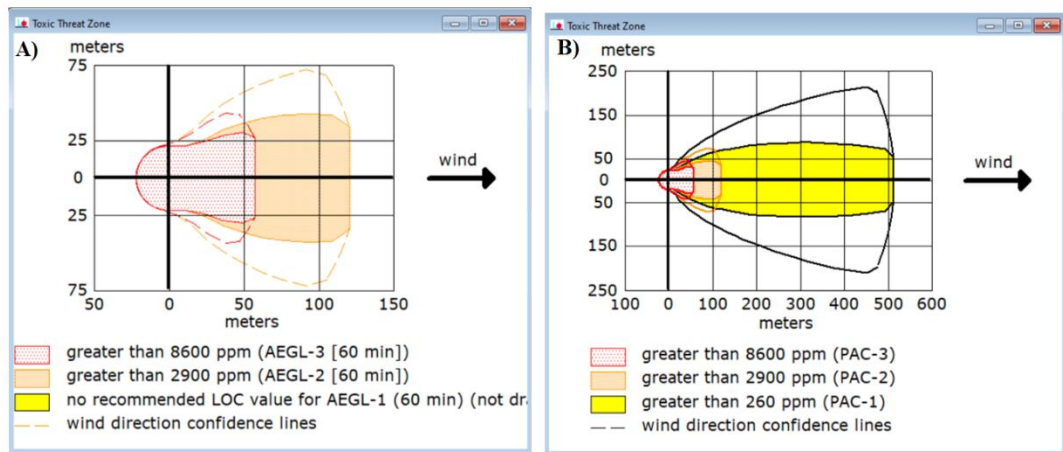 Toxic Threat Zone
A)
meters
75
25
0
25
75
50
0
50
100
150
meters
wind
greater than 8600 ppm (AEGL-3 [60 min])
greater than 2900 ppm (AEGL-2 [60 min])
no recommended LOC value for AEGL-1 (60 min) (not dra
wind direction confidence lines
Toxic Threat Zone
B)
meters
250
150
50
0
50
150
250
100
0
100
200
300
400
500
600
meters
wind
greater than 8600 ppm (PAC-3)
greater than 2900 ppm (PAC-2)
greater than 260 ppm (PAC-1)
wind direction confidence lines